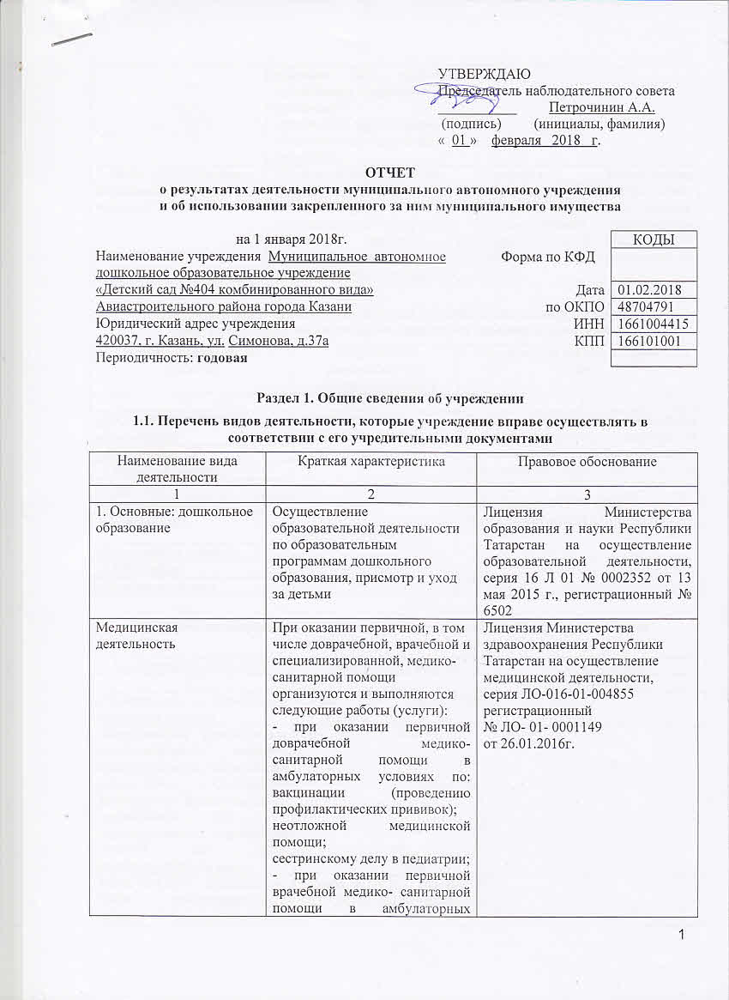 УТВЕРЖДАЮ
Председатель наблюдательного совета
____________ Петрочинин А.А.
(подпись) (инициалы, фамилия)
« 01 » февраля 2018 г.
ОТЧЕТ
о результатах деятельности муниципального автономного учреждения
и об использовании закрепленного за ним муниципального имущества
на 1 января 2018г. КОДЫ
Наименование учреждения Муниципальное автономное Форма по КФД
дошкольное образовательное учреждение
«Детский сад №404 комбинированного вида» Дата 01.02.2018
Авиастроительного района города Казани по ОКПО 48704791
Юридический адрес учреждения ИНН 1661004415
420037, г. Казань, ул. Симонова, д.37а КПП 166101001
Периодичность: годовая
Раздел 1. Общие сведения об учреждении
1.1. Перечень видов деятельности, которые учреждение вправе осуществлять в
соответствии с его учредительными документами
Наименование вида
деятельности
Краткая характеристика
Правовое обоснование
1 2 3
1. Основные: дошкольное
образование
Осуществление
образовательной деятельности
по образовательным
программам дошкольного
образования, присмотр и уход
за детьми
Лицензия Министерства
образования и науки Республики
Татарстан на осуществление
образовательной деятельности,
серия 16 Л 01 № 0002352 от 13
мая 2015 г., регистрационный №
6502
Медицинская
деятельность
При оказании первичной, в том
числе доврачебной, врачебной и
специализированной, медико-
санитарной помощи
организуются и выполняются
следующие работы (услуги):
- при оказании первичной
доврачебной медико-
санитарной помощи в
амбулаторных условиях по:
вакцинации (проведению
профилактических прививок);
неотложной медицинской
помощи;
сестринскому делу в педиатрии;
- при оказании первичной
врачебной медико- санитарной
помощи в амбулаторных
Лицензия Министерства
здравоохранения Республики
Татарстан на осуществление
медицинской деятельности,
серия ЛО-016-01-004855
регистрационный
№ ЛО- 01- 0001149
от 26.01.2016г.
1